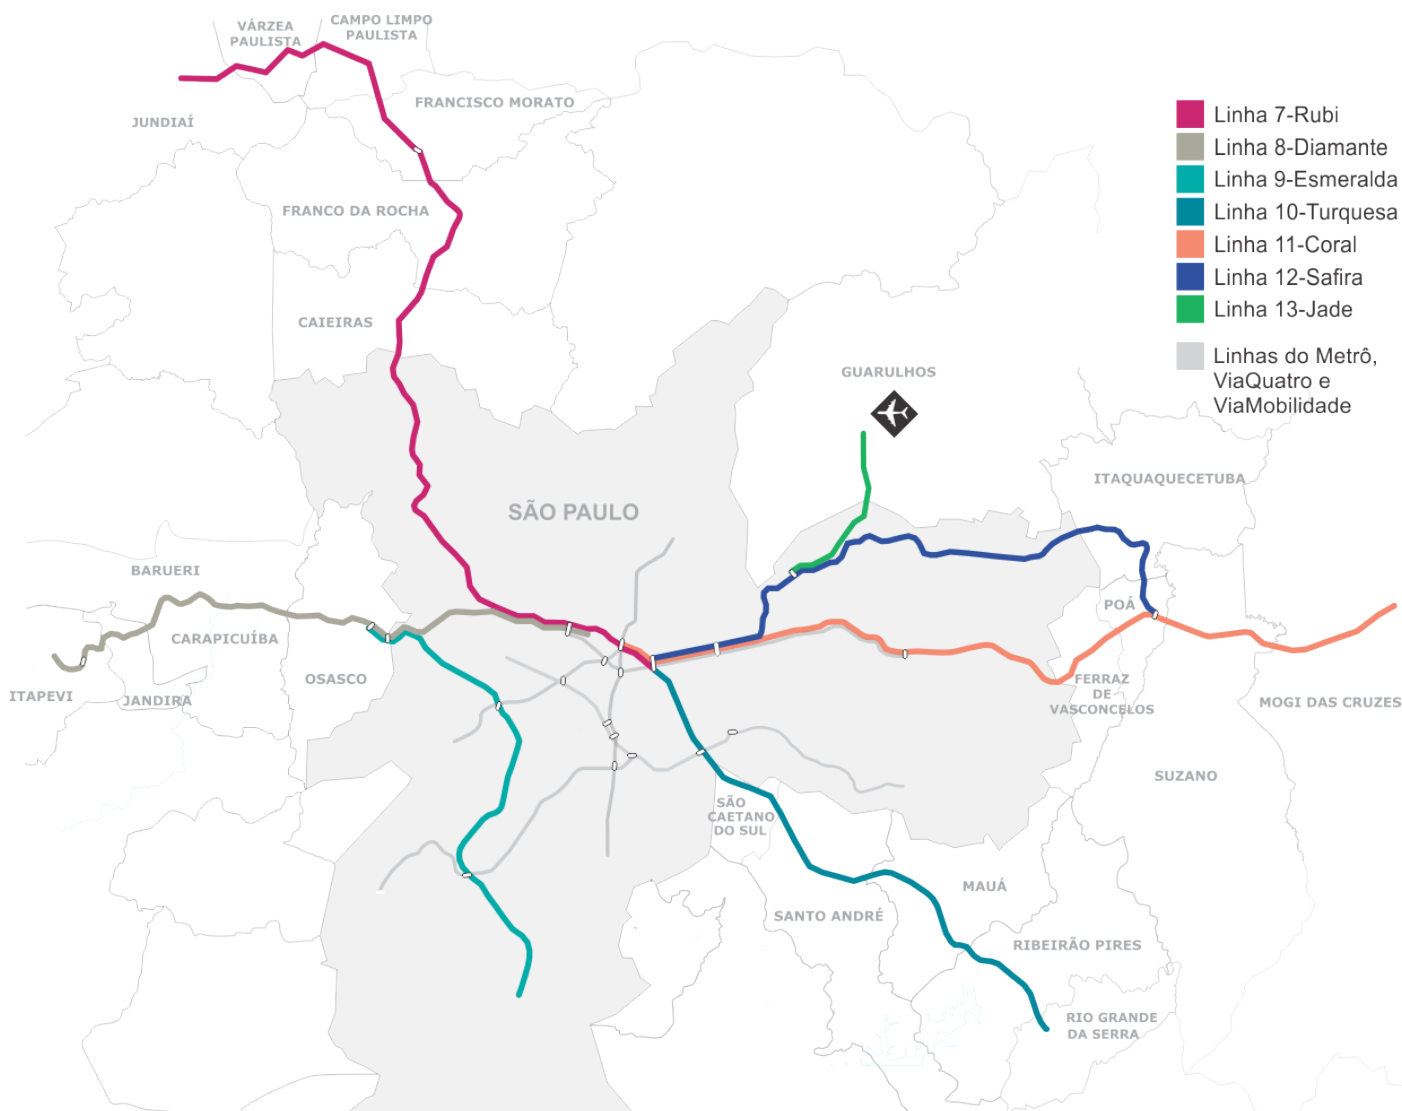 VÁRZEA
PAULISTA
CAMPO LIMPO
PAULISTA
FRANCISCO MORATO
JUNDIAÍ
FRANCO DA ROCHA
CAIEIRAS
Linha 7-Rubi
Linha 8-Diamante
Linha 9-Esmeralda
Linha 10-Turquesa
Linha 11-Coral
Linha 12-Safira
Linha 13-Jade
Linhas do Metrô,
ViaQuatro e
ViaMobilidade
GUARULHOS
ITAQUAQUECETUBA
SÃO PAULO
BARUERI
CARAPICUÍBA
POÁ
OSASCO
ITAPEVI
JANDIRA
FERRAZ
DE
VASCONCELOS
MOGI DAS CRUZES
SUZANO
SÃO
CAETANO
DO SUL
MAUÁ
SANTO ANDRÉ
RIBEIRÃO PIRES
RIO GRANDE
DA SERRA